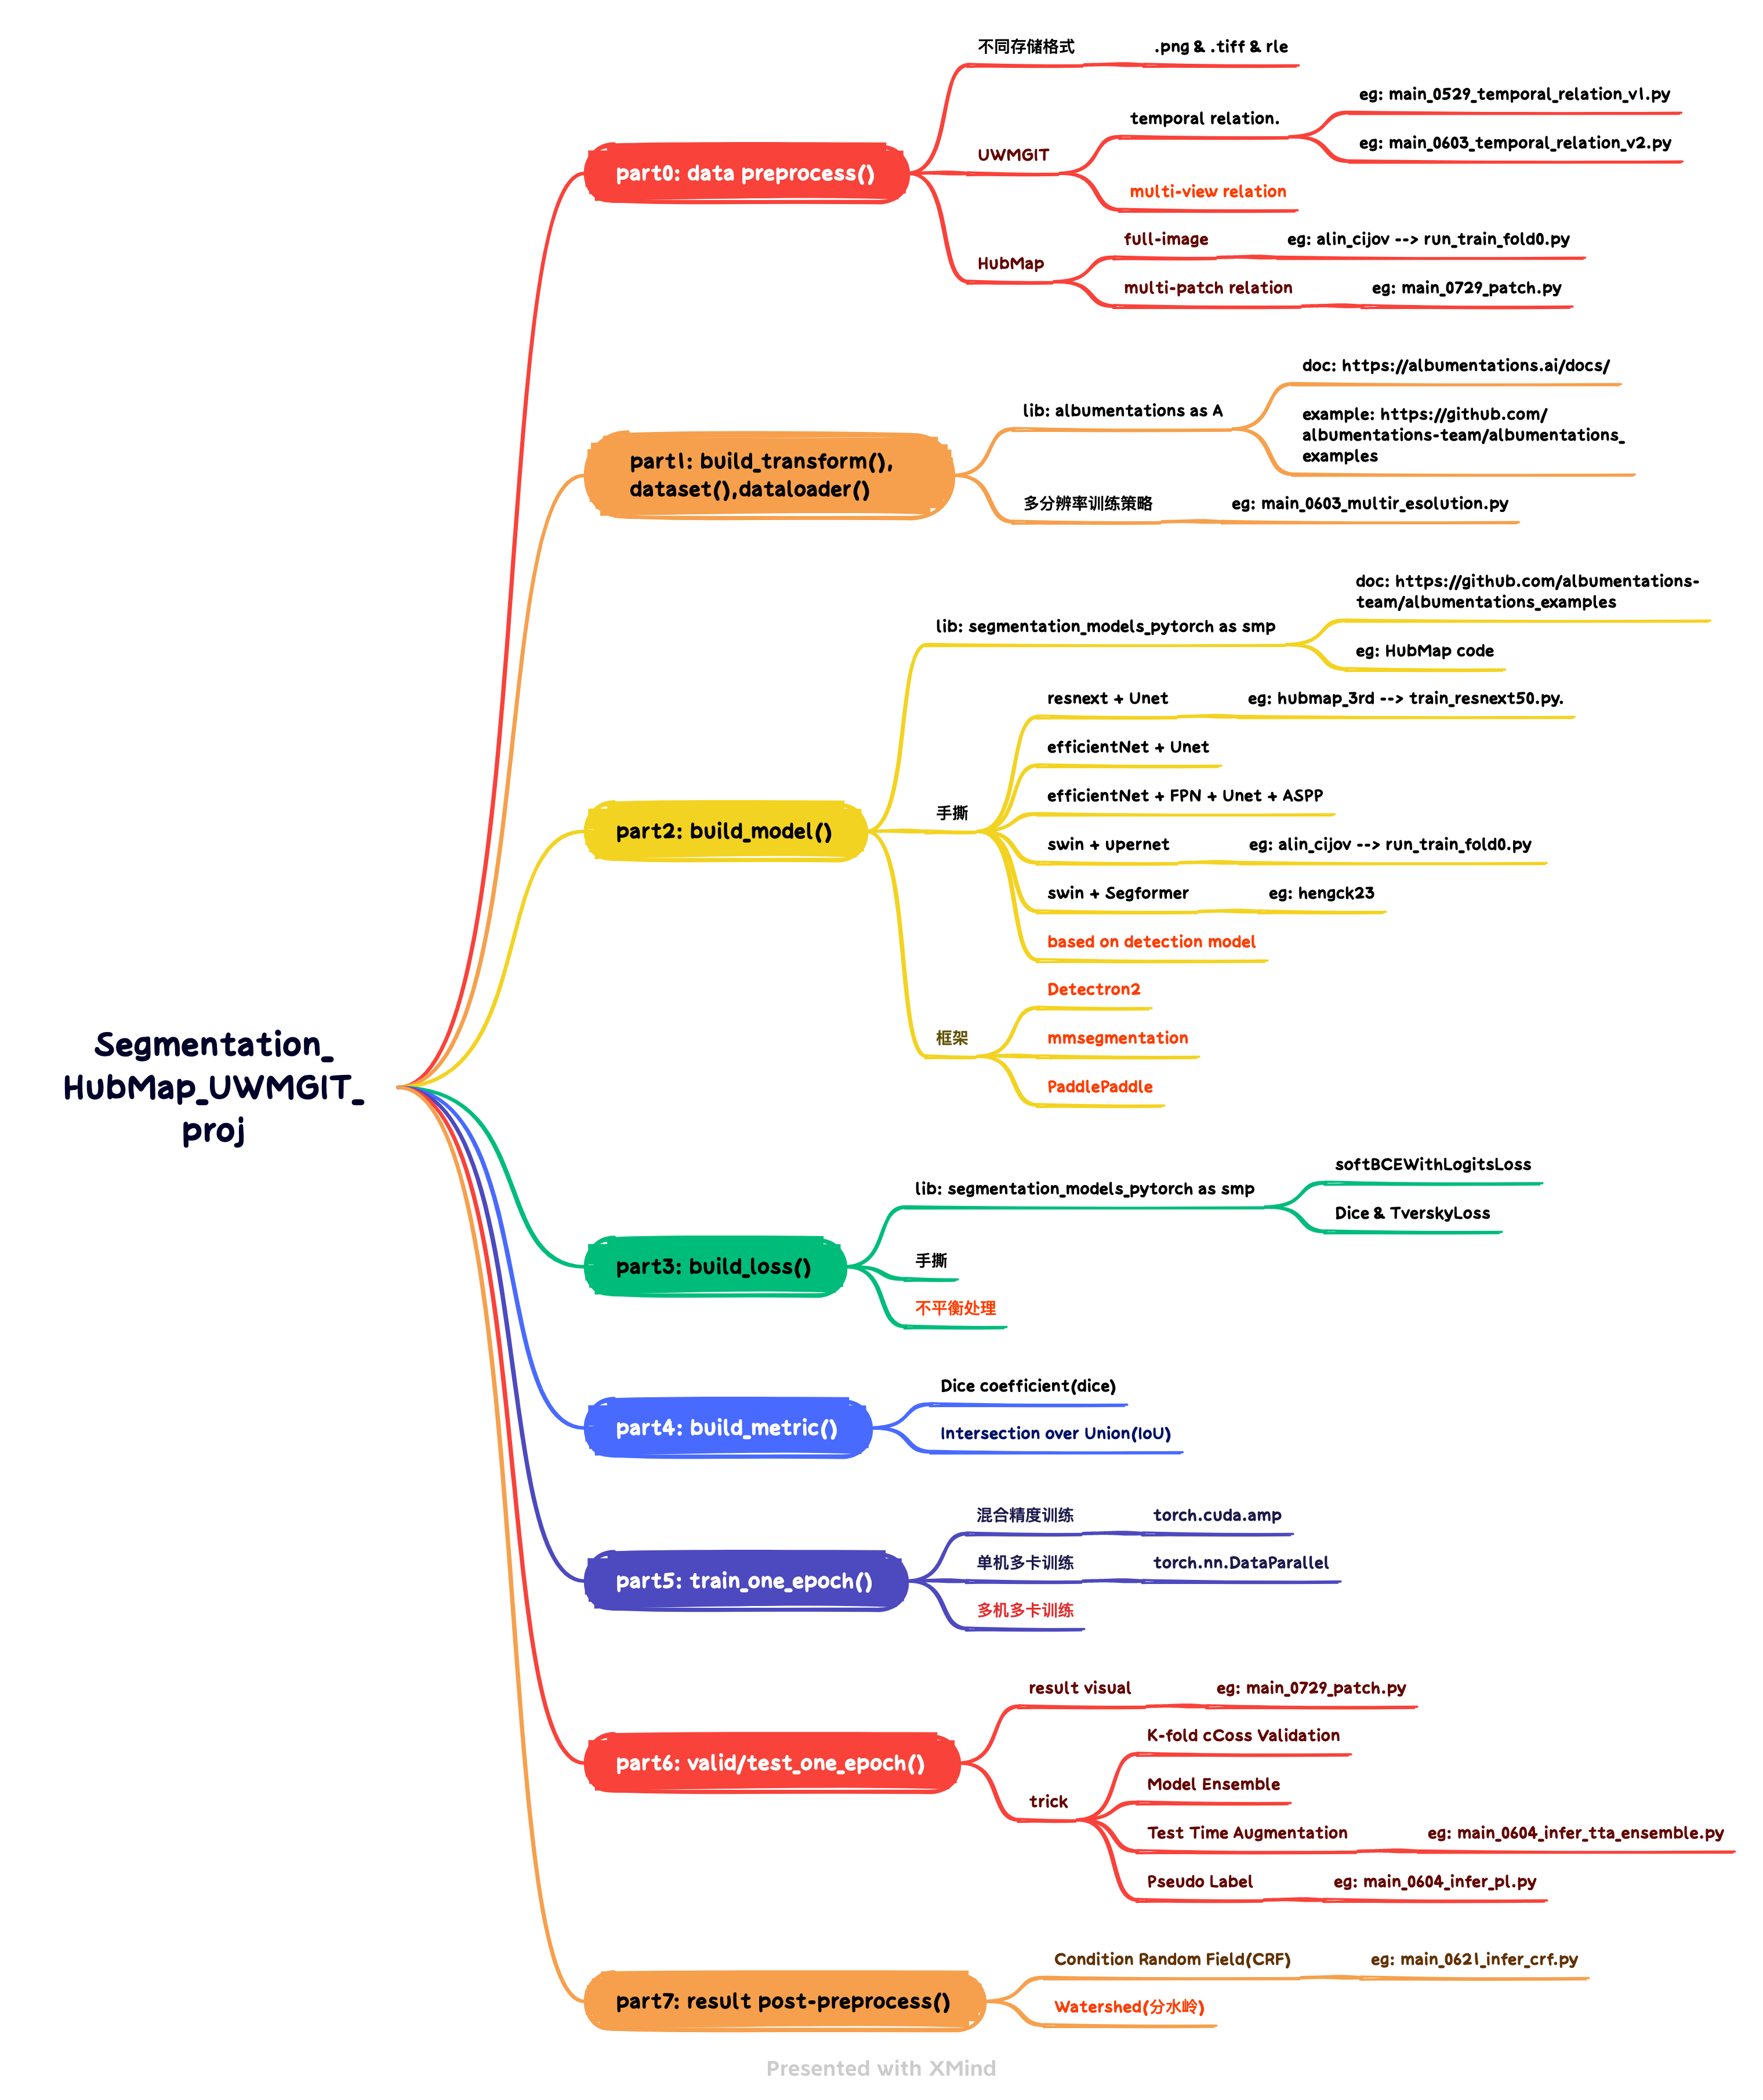 Segmentation_
HubMap_UWMGIT_
proj
part0: data preprocess()
不同存储格式
.png & .tiff & rle
UWMGIT
temporal relation.
eg: main_0529_temporal_relation_v1.py
eg: main_0603_temporal_relation_v2.py
multi-view relation
HubMap
full-image
eg: alin_cijov --> run_train_fold0.py
multi-patch relation
eg: main_0729_patch.py
part1: build_transform(),
dataset(),dataloader()
lib: albumentations as A
doc: https://albumentations.ai/docs/
example: https://github.com/
albumentations-team/albumentations_
examples
多分辨率训练策略
eg: main_0603_multir_esolution.py
part2: build_model()
lib: segmentation_models_pytorch as smp
doc: https://github.com/albumentations-
team/albumentations_examples
eg: HubMap code
手撕
resnext + Unet
eg: hubmap_3rd --> train_resnext50.py.
efficientNet + Unet
efficientNet + FPN + Unet + ASPP
swin + upernet
eg: alin_cijov --> run_train_fold0.py
swin + Segformer
eg: hengck23
based on detection model
框架
Detectron2
mmsegmentation
PaddlePaddle
part3: build_loss()
lib: segmentation_models_pytorch as smp
softBCEWithLogitsLoss
Dice & TverskyLoss
手撕
不平衡处理
part4: build_metric()
Dice coefficient(dice)
Intersection over Union(IoU)
part5: train_one_epoch()
混合精度训练
torch.cuda.amp
单机多卡训练
torch.nn.DataParallel
多机多卡训练
part6: valid/test_one_epoch()
result visual
eg: main_0729_patch.py
trick
K-fold cCoss Validation
Model Ensemble
Test Time Augmentation
eg: main_0604_infer_tta_ensemble.py
Pseudo Label
eg: main_0604_infer_pl.py
part7: result post-preprocess()
Condition Random Field(CRF)
eg: main_0621_infer_crf.py
Watershed(分水岭)
Presented with XMind